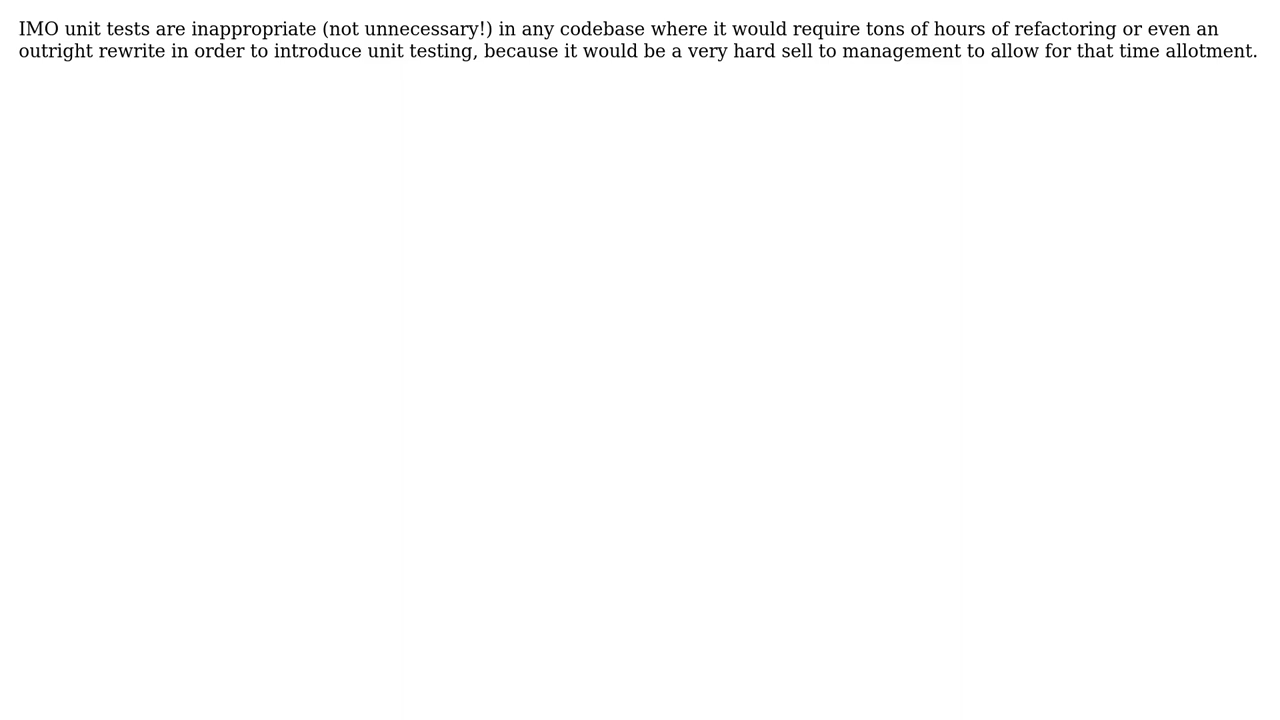 IMO unit tests are inappropriate (not unnecessary!) in any codebase where it would require tons of hours of refactoring or even an
outright rewrite in order to introduce unit testing, because it would be a very hard sell to management to allow for that time allotment.